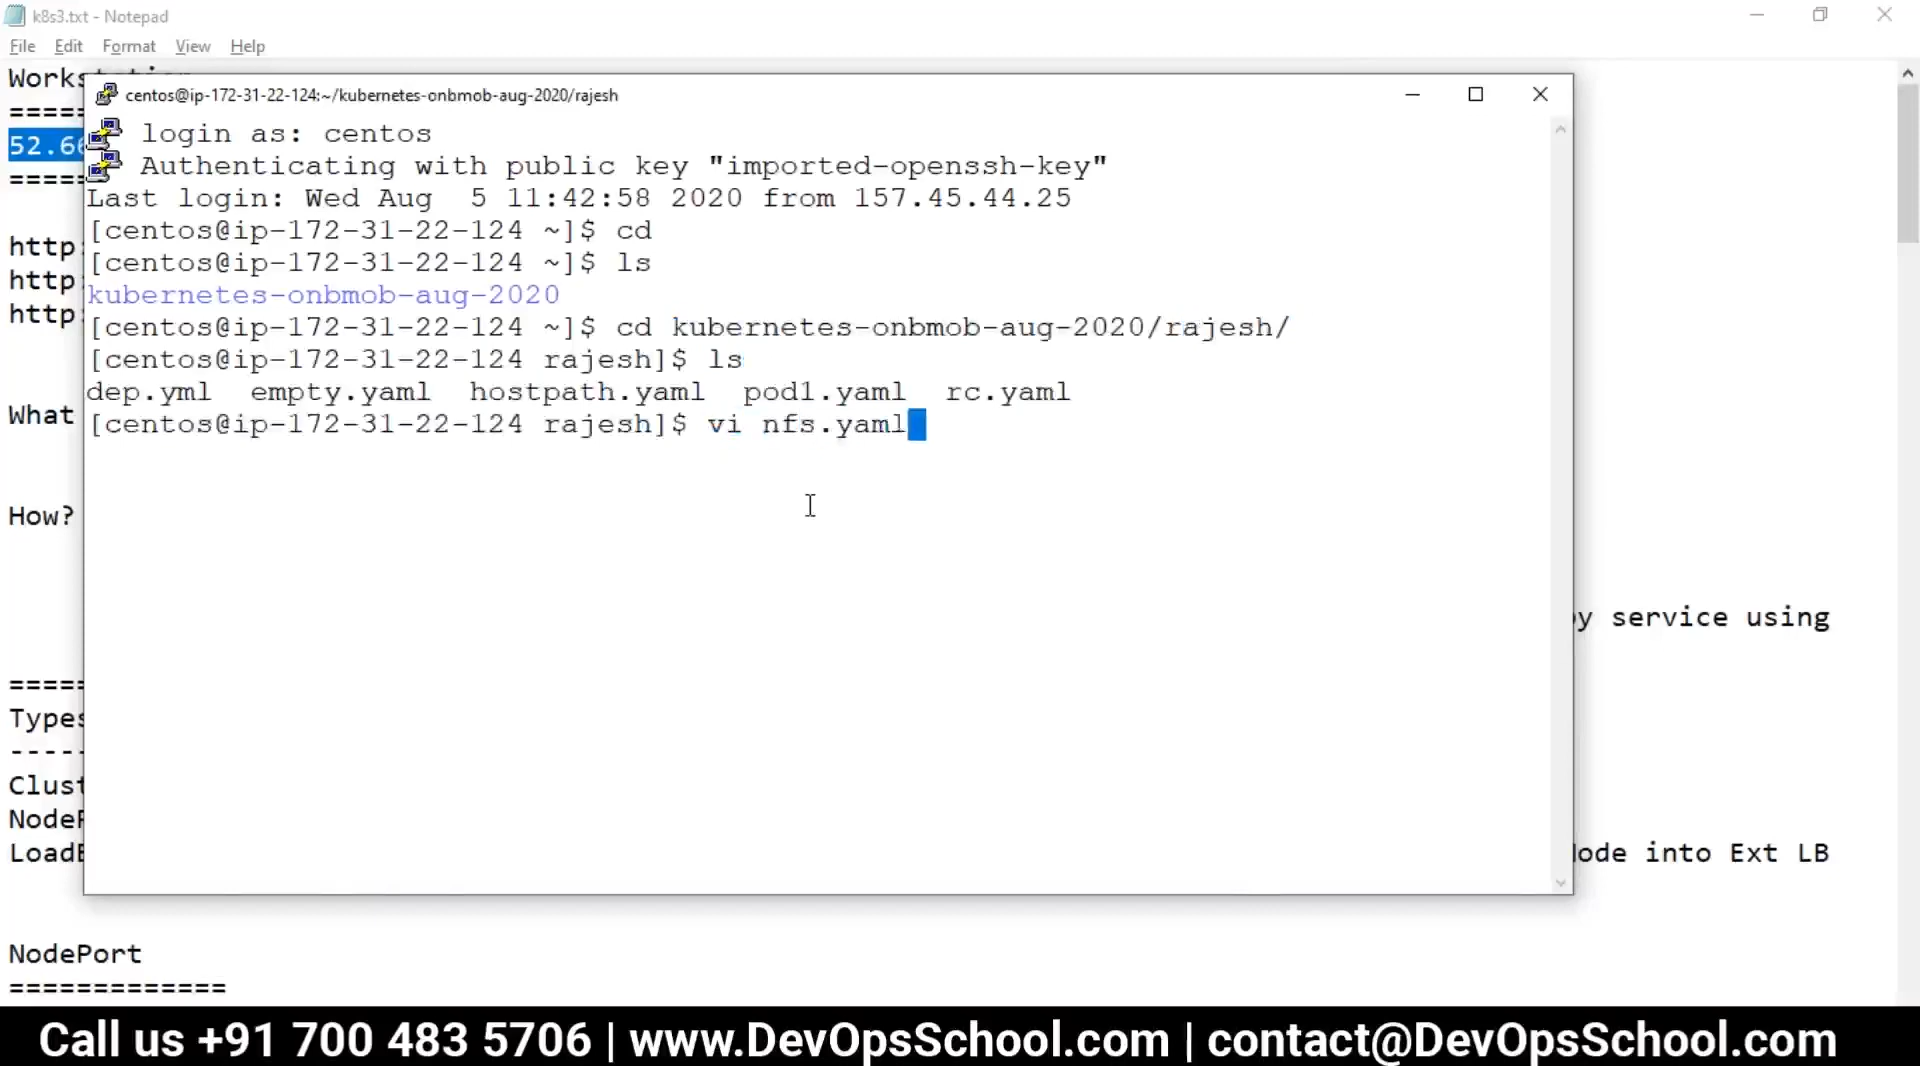 k8s3.txt - Notepad
File Edit Format View Help
centos@ip-172-31-22-124:~/kubernetes-onbmob-aug-2020/rajesh
login as: centos
52.66
Authenticating with public key "imported-openssh-key"
Last login: Wed Aug  5 11:42:58 2020 from 157.45.44.25
[centos@ip-172-31-22-124 ~]$ cd
http:
[centos@ip-172-31-22-124 ~]$ ls
http:
kubernetes-onbmob-aug-2020
http:
[centos@ip-172-31-22-124 ~]$ cd kubernetes-onbmob-aug-2020/rajesh/
[centos@ip-172-31-22-124 rajesh]$ ls
dep.yml  empty.yaml  hostpath.yaml  pod1.yaml  rc.yaml
What
[centos@ip-172-31-22-124 rajesh]$ vi nfs.yaml
How?
by service using
=====
Types
-----
Clust
NodeP
LoadB
Node into Ext LB
NodePort
=============
Call us +91 700 483 5706 | www.DevOpsSchool.com | contact@DevOpsSchool.com